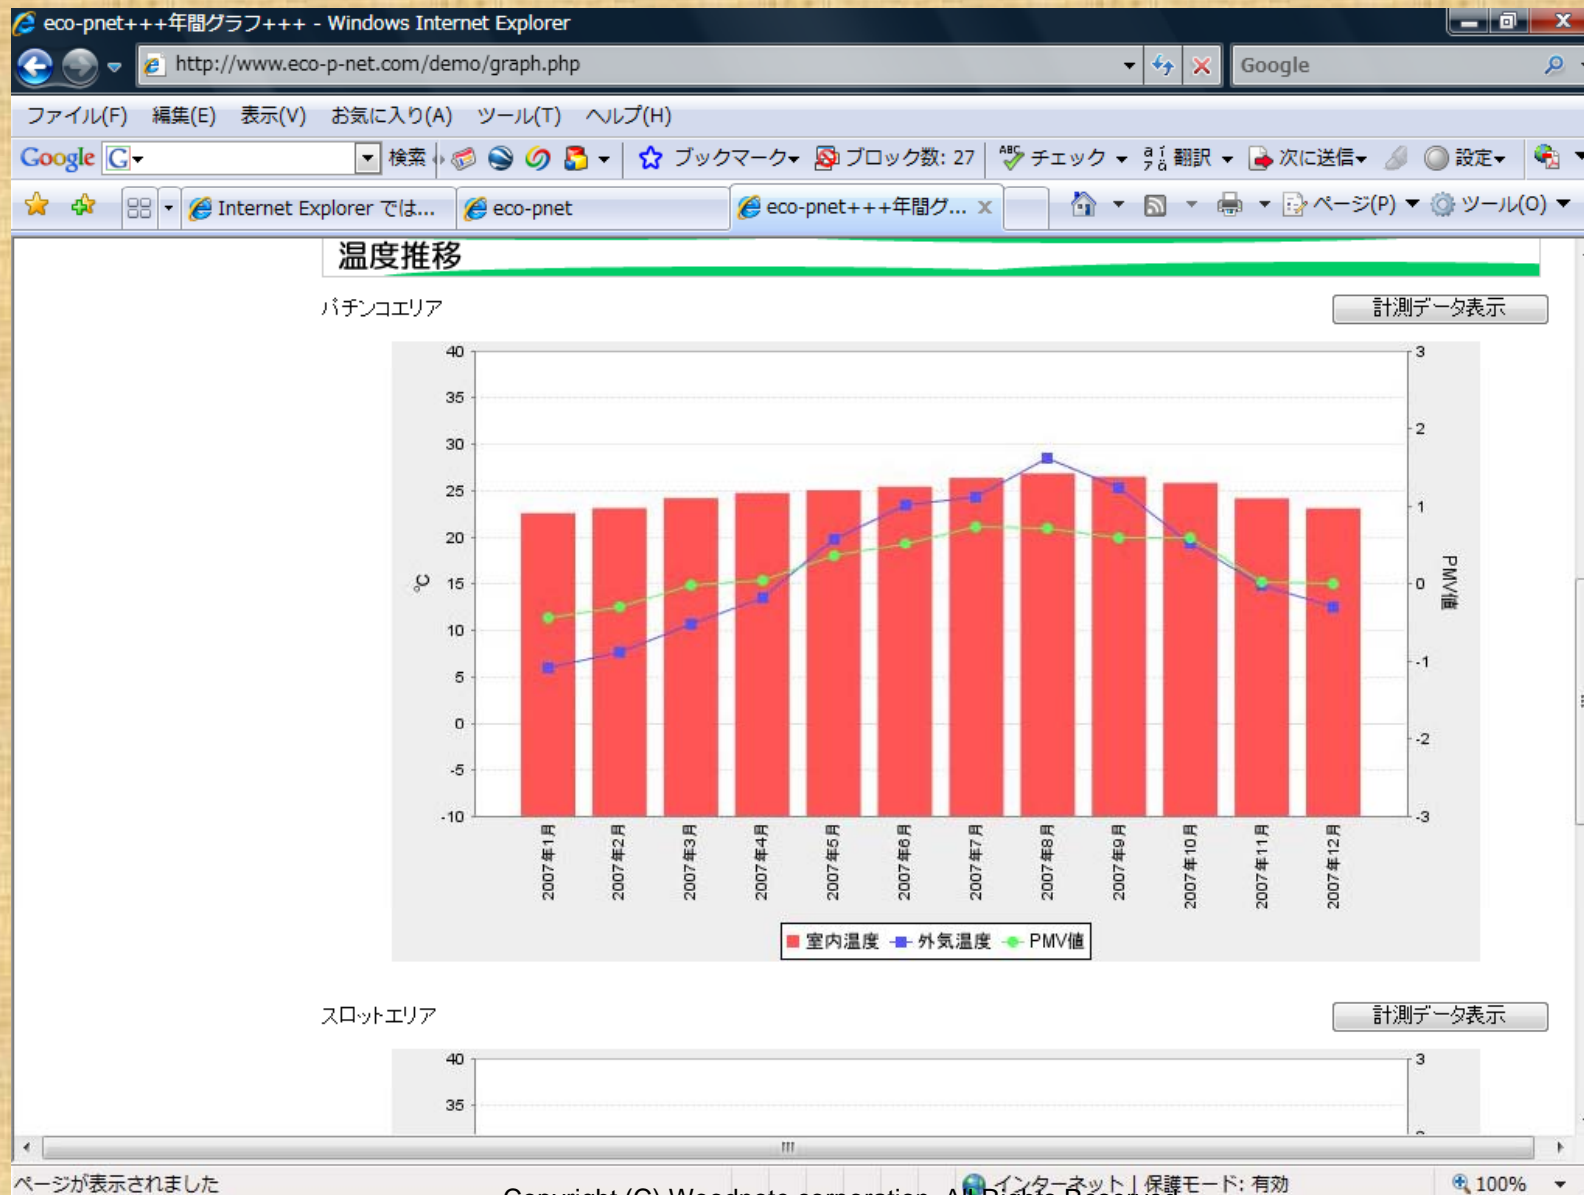 eco-pnet+++年間グラフ+++ - Windows Internet Explorer
http://www.eco-p-net.com/demo/graph.php
Google
ファイル(F) 編集(E) 表示(V) お気に入り(A) ツール(T) ヘルプ(H)
Google G 検索 ブックマーク ブロック数: 27 ABC チェック 翻訳 次に送信 設定
Internet Explorer では... eco-pnet eco-pnet+++年間グ... ページ(P) ツール(O)
温度推移
パチンコエリア 計測データ表示
40 3
35
30 2
25
1
20
15 0
℃ PMV値
10
-1
5
0
-2
-5
-10 -3
2007年1月 2007年2月 2007年3月 2007年4月 2007年5月 2007年6月 2007年7月 2007年8月 2007年9月 2007年10月 2007年11月 2007年12月
室内温度 外気温度 PMV値
スロットエリア 計測データ表示
40 3
35
ページが表示されました インターネット | 保護モード: 有効 100%